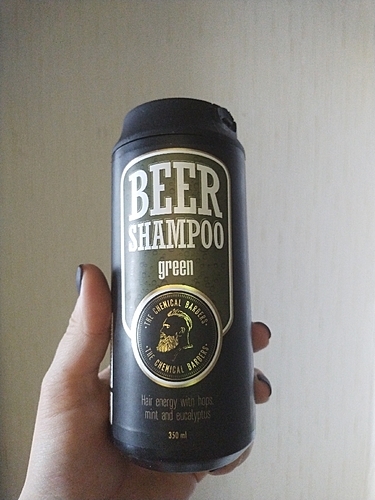 BEER
SHAMPOO
green
·THE CHEMICAL BARBERS·
·THE CHEMICAL BARBERS·
Hair energy with hops,
mint and eucalyptus
350 ml